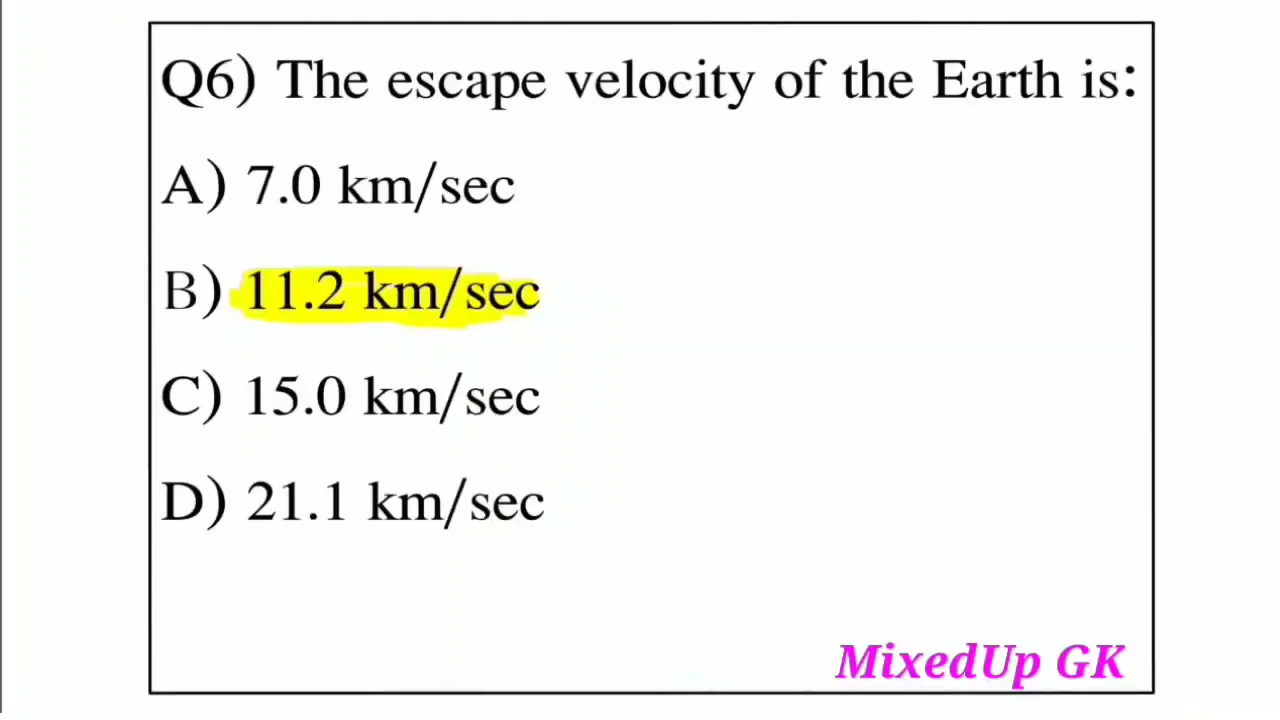 Q6) The escape velocity of the Earth is:
A) 7.0 km/sec
B) 11.2 km/sec
C) 15.0 km/sec
D) 21.1 km/sec
MixedUp GK